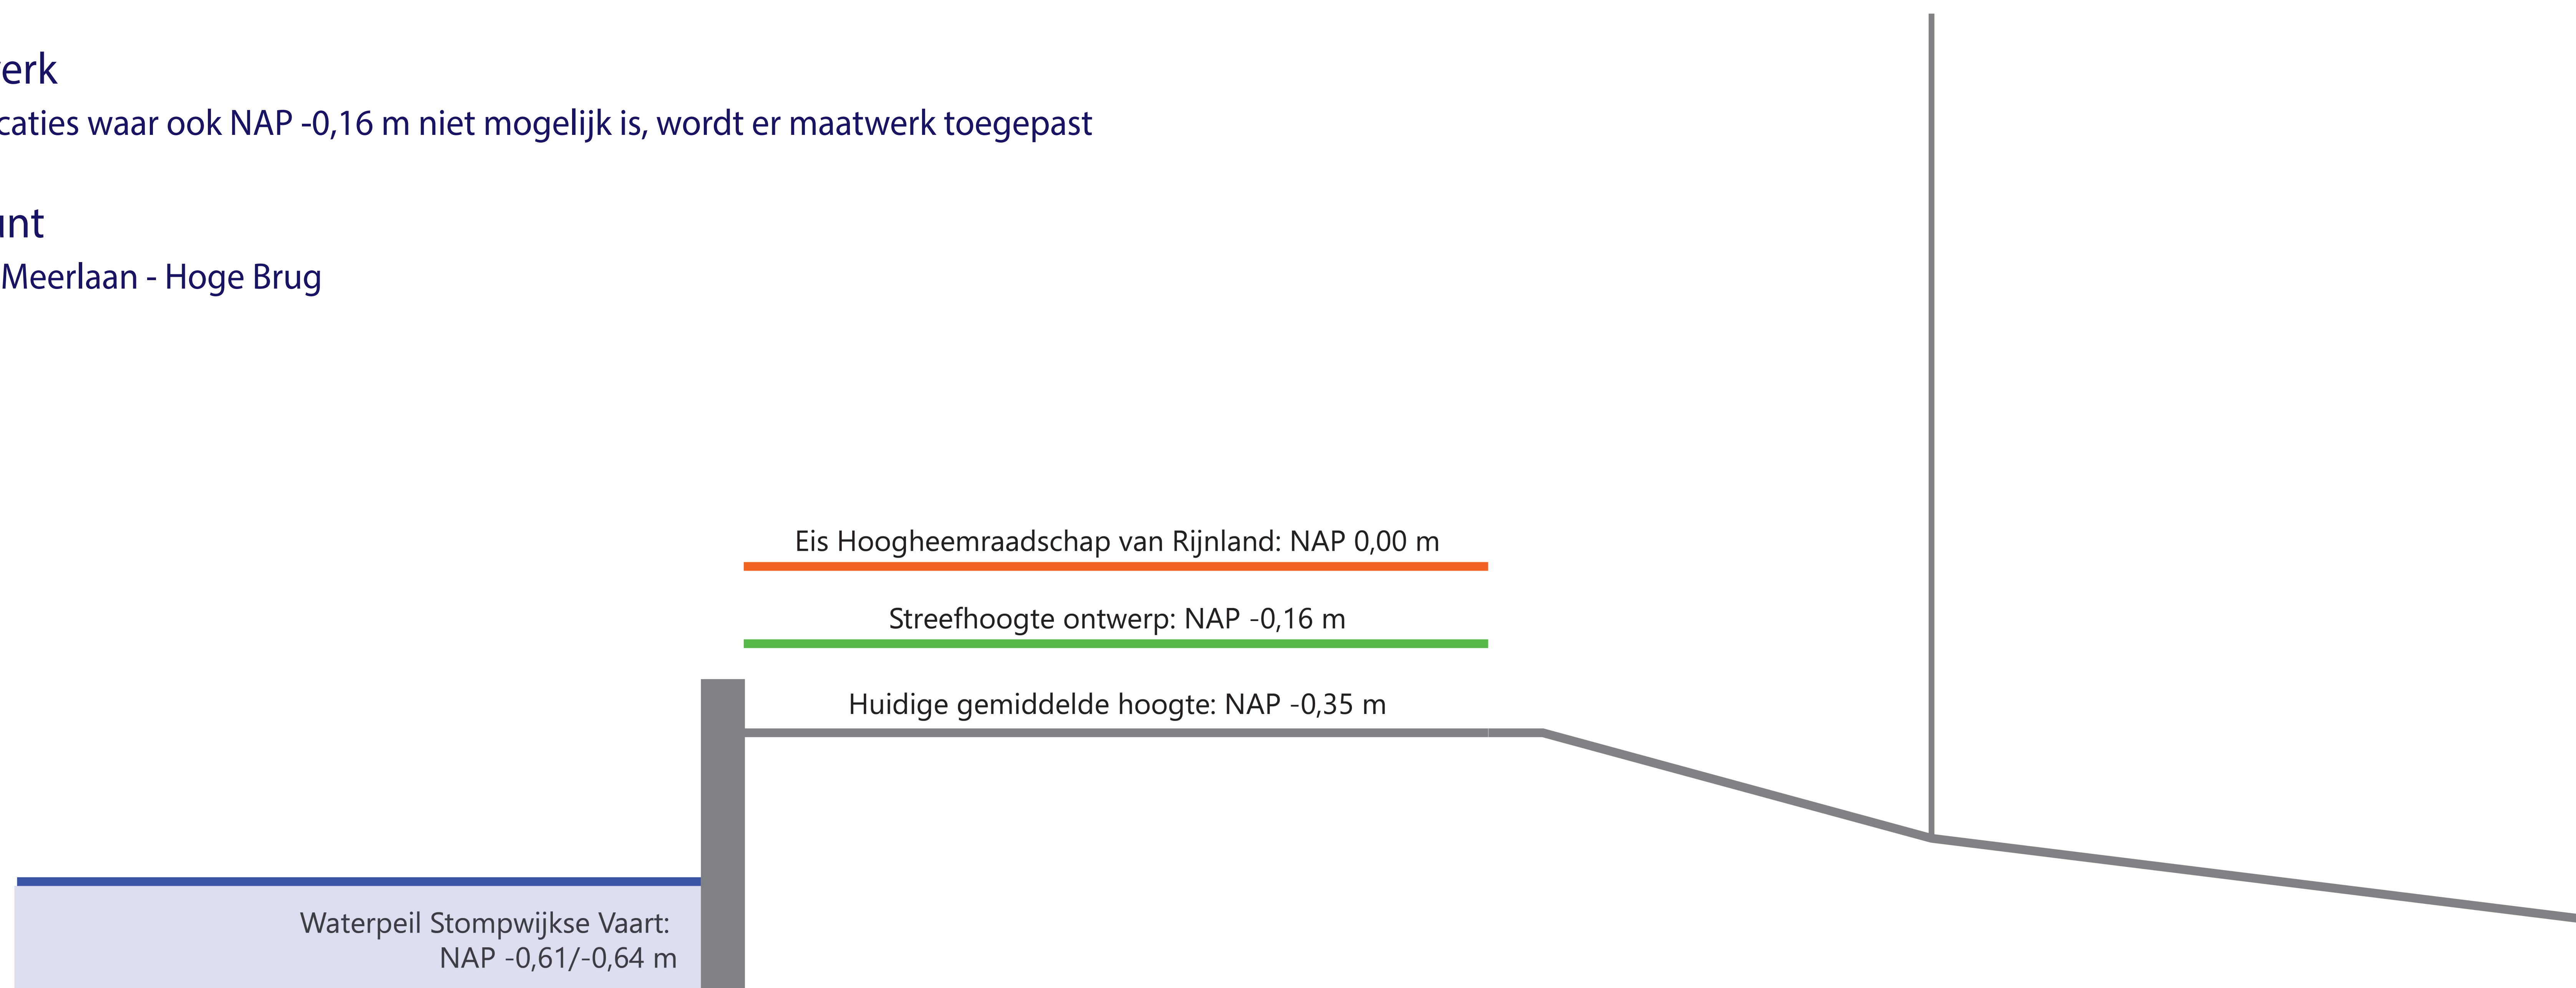 erk
caties waar ook NAP -0,16 m niet mogelijk is, wordt er maatwerk toegepast
unt
Meerlaan - Hoge Brug
Eis Hoogheemraadschap van Rijnland: NAP 0,00 m
Streefhoogte ontwerp: NAP -0,16 m
Huidige gemiddelde hoogte: NAP -0,35 m
Waterpeil Stompwijkse Vaart:
NAP -0,61/-0,64 m